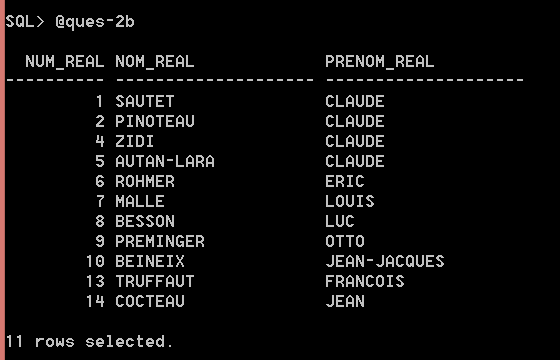 SQL> @ques-2b
NUM_REAL NOM_REAL PRENOM_REAL
---------- -------------------- --------------------
1 SAUTET CLAUDE
2 PINOTEAU CLAUDE
4 ZIDI CLAUDE
5 AUTAN-LARA CLAUDE
6 ROHMER ERIC
7 MALLE LOUIS
8 BESSON LUC
9 PREMINGER OTTO
10 BEINEIX JEAN-JACQUES
13 TRUFFAUT FRANCOIS
14 COCTEAU JEAN
11 rows selected.